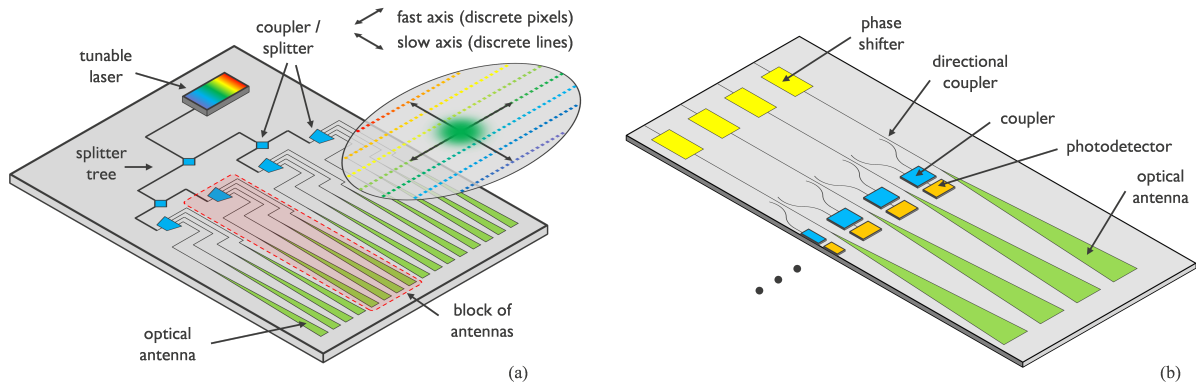 fast axis (discrete pixels)
slow axis (discrete lines)
coupler /
splitter
tunable
laser
splitter
tree
block of
antennas
optical
antenna
(a)
phase
shifter
directional
coupler
coupler
photodetector
optical
antenna
(b)